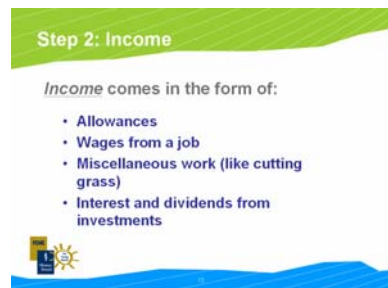 Step 2: Income
Income comes in the form of:
• Allowances
• Wages from a job
• Miscellaneous work (like cutting
grass)
• Interest and dividends from
investments